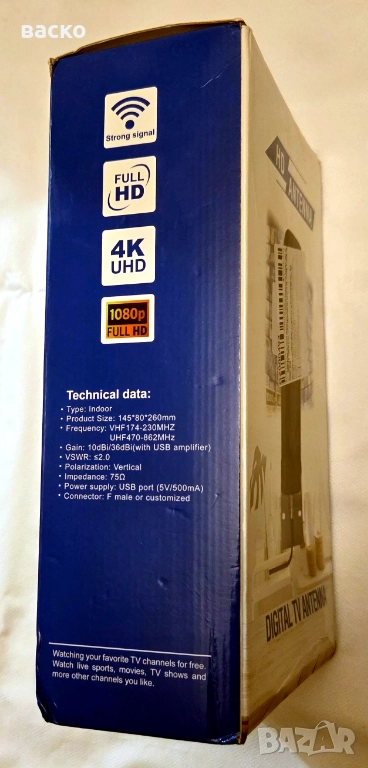 васко
Strong signal
FULL
HD
4K
UHD
1080p
FULL HD
Technical data:
• Type: Indoor
• Product Size: 145*80*260mm
• Frequency: VHF174-230MHZ
UHF470-862MHz
• Gain: 10dBi/36dBi(with USB amplifier)
• VSWR: ≤2.0
• Polarization: Vertical
• Impedance: 75Ω
• Power supply: USB port (5V/500mA)
• Connector: F male or customized
Watching your favorite TV channels for free.
Watch live sports, movies, TV shows and
more other channels you like.
HD ANTENNA
DIGITAL TV ANTENNA
BAZAR